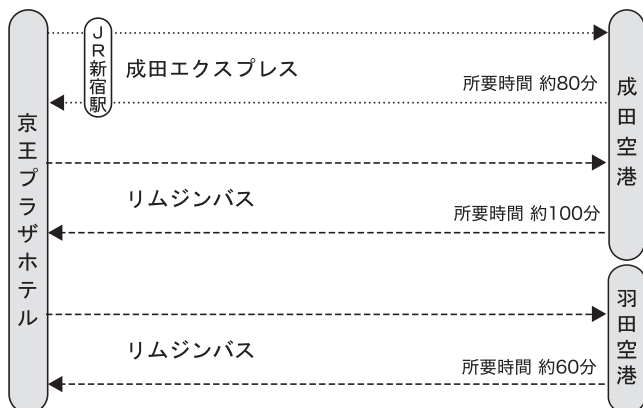 京王プラザホテル
JR新宿駅
成田エクスプレス
所要時間 約80分
リムジンバス
所要時間 約100分
成田空港
リムジンバス
所要時間 約60分
羽田空港